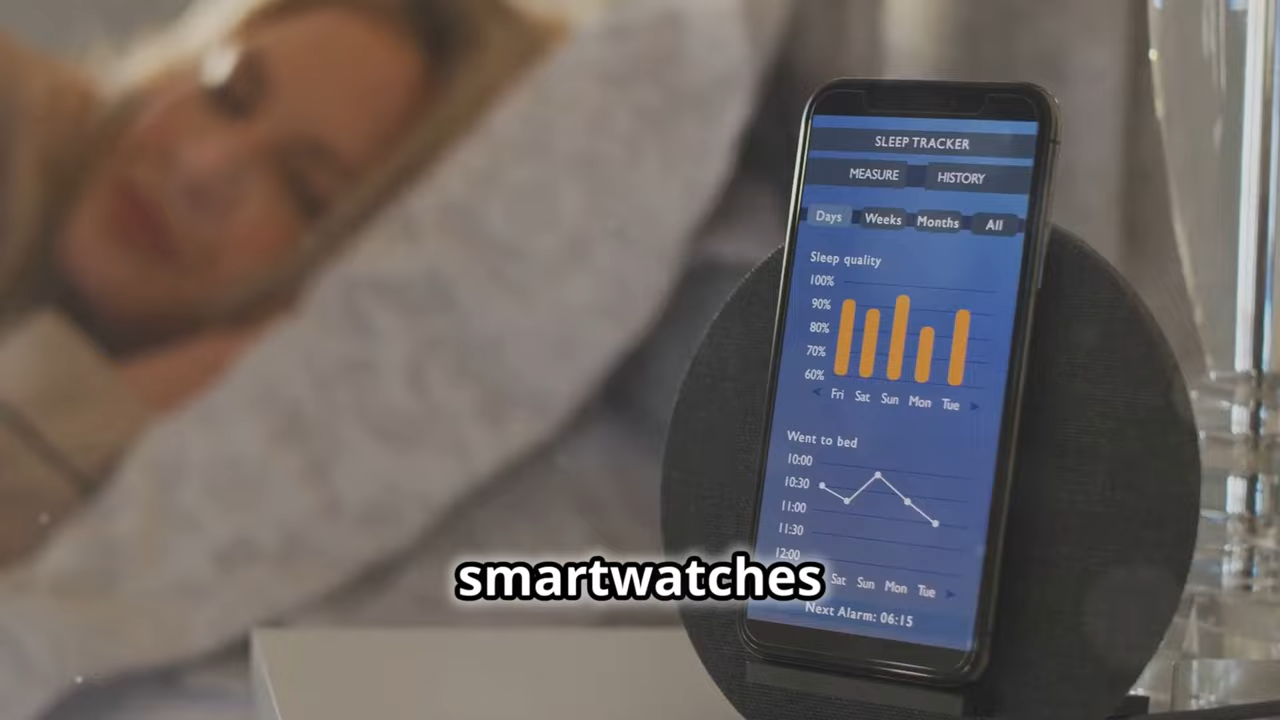 SLEEP TRACKER
MEASURE HISTORY
Days Weeks Months All
Sleep quality
100%
90%
80%
70%
60%
Fri Sat Sun Mon Tue
Went to bed
10:00
10:30
11:00
11:30
12:00
Sat Sun Mon Tue
Next Alarm: 06:15
smartwatches